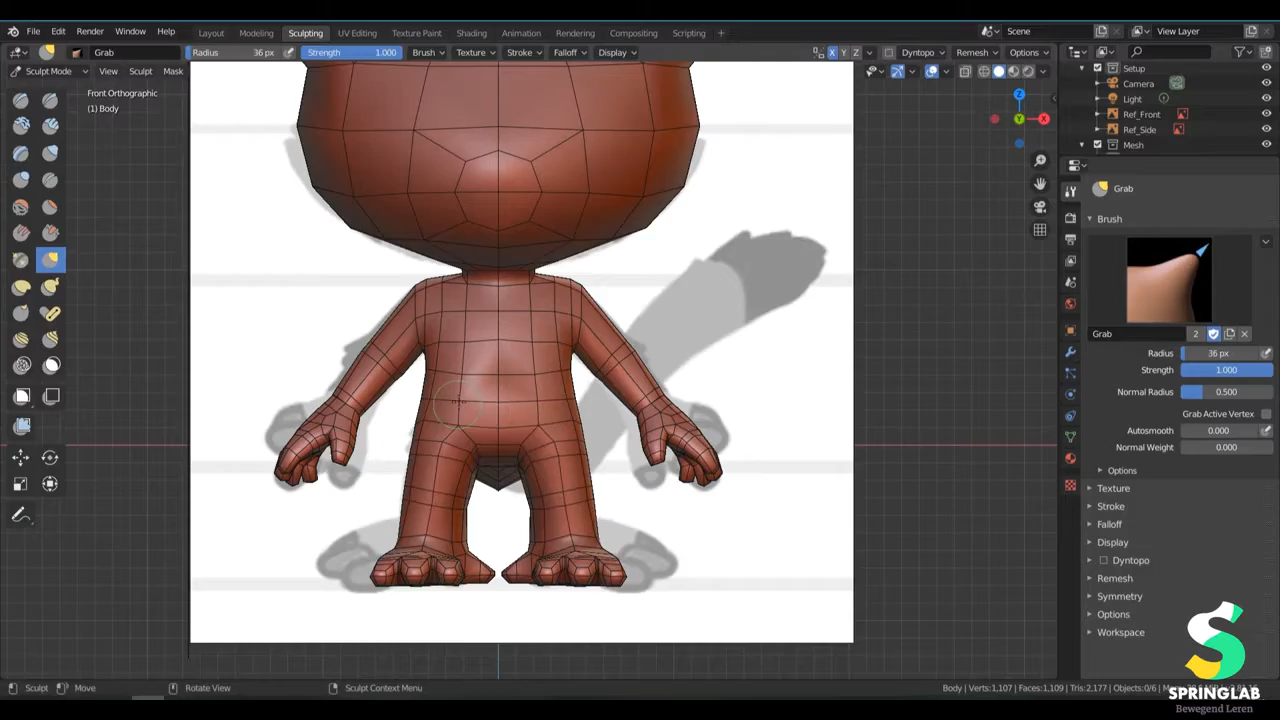 File Edit Render Window Help Layout Modeling Sculpting UV Editing Texture Paint Shading Animation Rendering Compositing Scripting + Scene View Layer
Grab Radius 36 px Strength 1.000 Brush Texture Stroke Falloff Display X Y Z Dyntopo Remesh Options
Sculpt Mode View Sculpt Mask
Front Orthographic
(1) Body
Z
Y
X
Setup
Camera
Light
Ref_Front
Ref_Side
Mesh
Grab
Brush
Grab 2
Radius 36 px
Strength 1.000
Normal Radius 0.500
Grab Active Vertex
Autosmooth 0.000
Normal Weight 0.000
Options
Texture
Stroke
Falloff
Display
Dyntopo
Remesh
Symmetry
Options
Workspace
Sculpt Move Rotate View Sculpt Context Menu
Body | Verts:1,107 | Faces:1,109 | Tris:2,177 | Objects:0/6
SPRINGLAB
Bewegend Leren